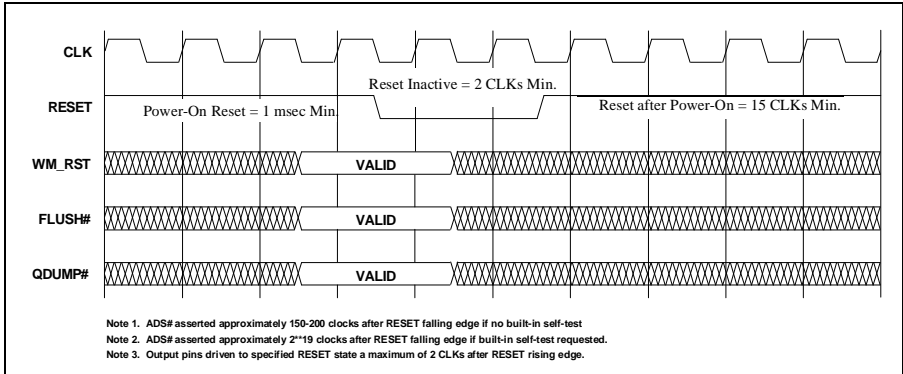 CLK
Reset Inactive = 2 CLKs Min.
RESET
Power-On Reset = 1 msec Min.
Reset after Power-On = 15 CLKs Min.
WM_RST
VALID
FLUSH#
VALID
QDUMP#
VALID
Note 1. ADS# asserted approximately 150-200 clocks after RESET falling edge if no built-in self-test
Note 2. ADS# asserted approximately 2**19 clocks after RESET falling edge if built-in self-test requested.
Note 3. Output pins driven to specified RESET state a maximum of 2 CLKs after RESET rising edge.